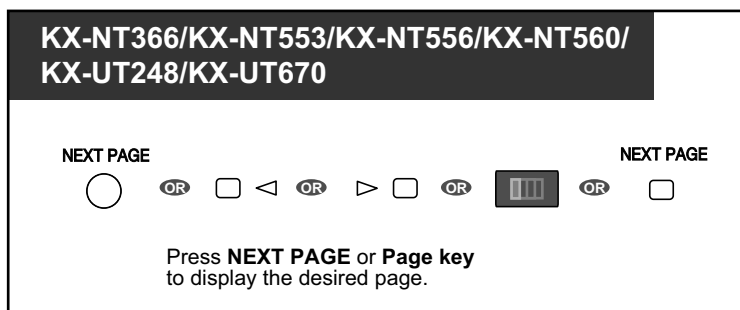 KX-NT366/KX-NT553/KX-NT556/KX-NT560/
KX-UT248/KX-UT670
NEXT PAGE
NEXT PAGE
OR OR OR OR
Press NEXT PAGE or Page key
to display the desired page.